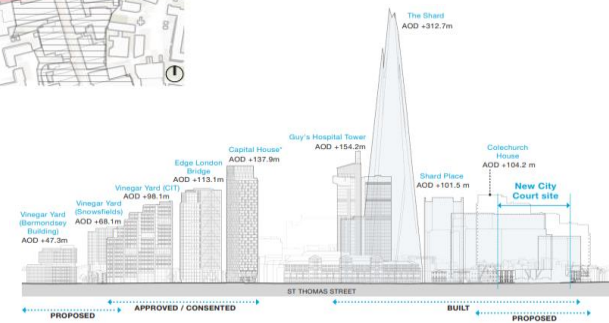 The Shard
AOD +312.7m
Guy's Hospital Tower
AOD +154.2m
Colechurch
House
AOD +104.2 m
Capital House*
AOD +137.9m
Edge London
Bridge
AOD +113.1m
Shard Place
AOD +101.5 m
New City
Court site
Vinegar Yard (CIT)
AOD +98.1m
Vinegar Yard
(Snowsfields)
AOD +68.1m
Vinegar Yard
(Bermondsey
Building)
AOD +47.3m
ST THOMAS STREET
PROPOSED
APPROVED / CONSENTED
BUILT
PROPOSED